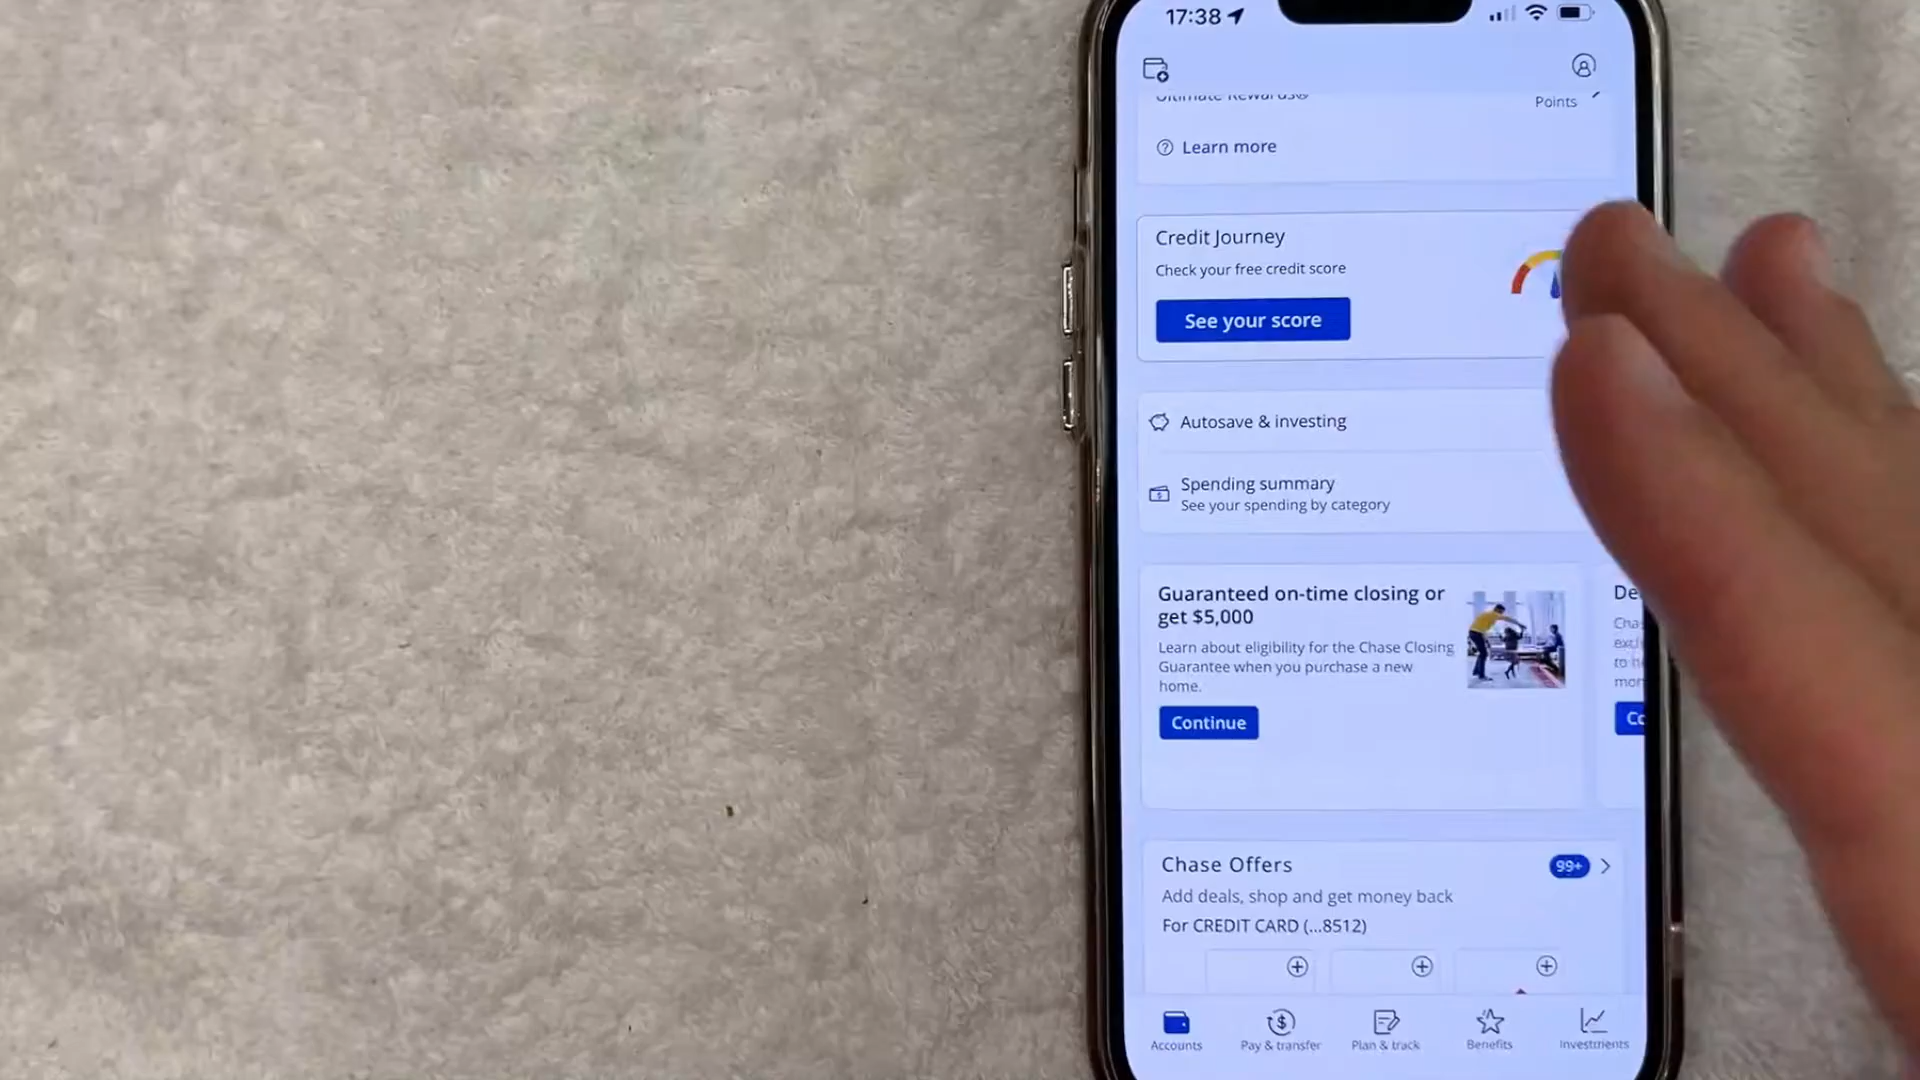 17:38
Ultimate Rewards®
Points
Learn more
Credit Journey
Check your free credit score
See your score
Autosave & investing
Spending summary
See your spending by category
Guaranteed on-time closing or
get $5,000
Learn about eligibility for the Chase Closing
Guarantee when you purchase a new
home.
Continue
Chase Offers
99+
Add deals, shop and get money back
For CREDIT CARD (...8512)
Accounts
Pay & transfer
Plan & track
Benefits
Investments